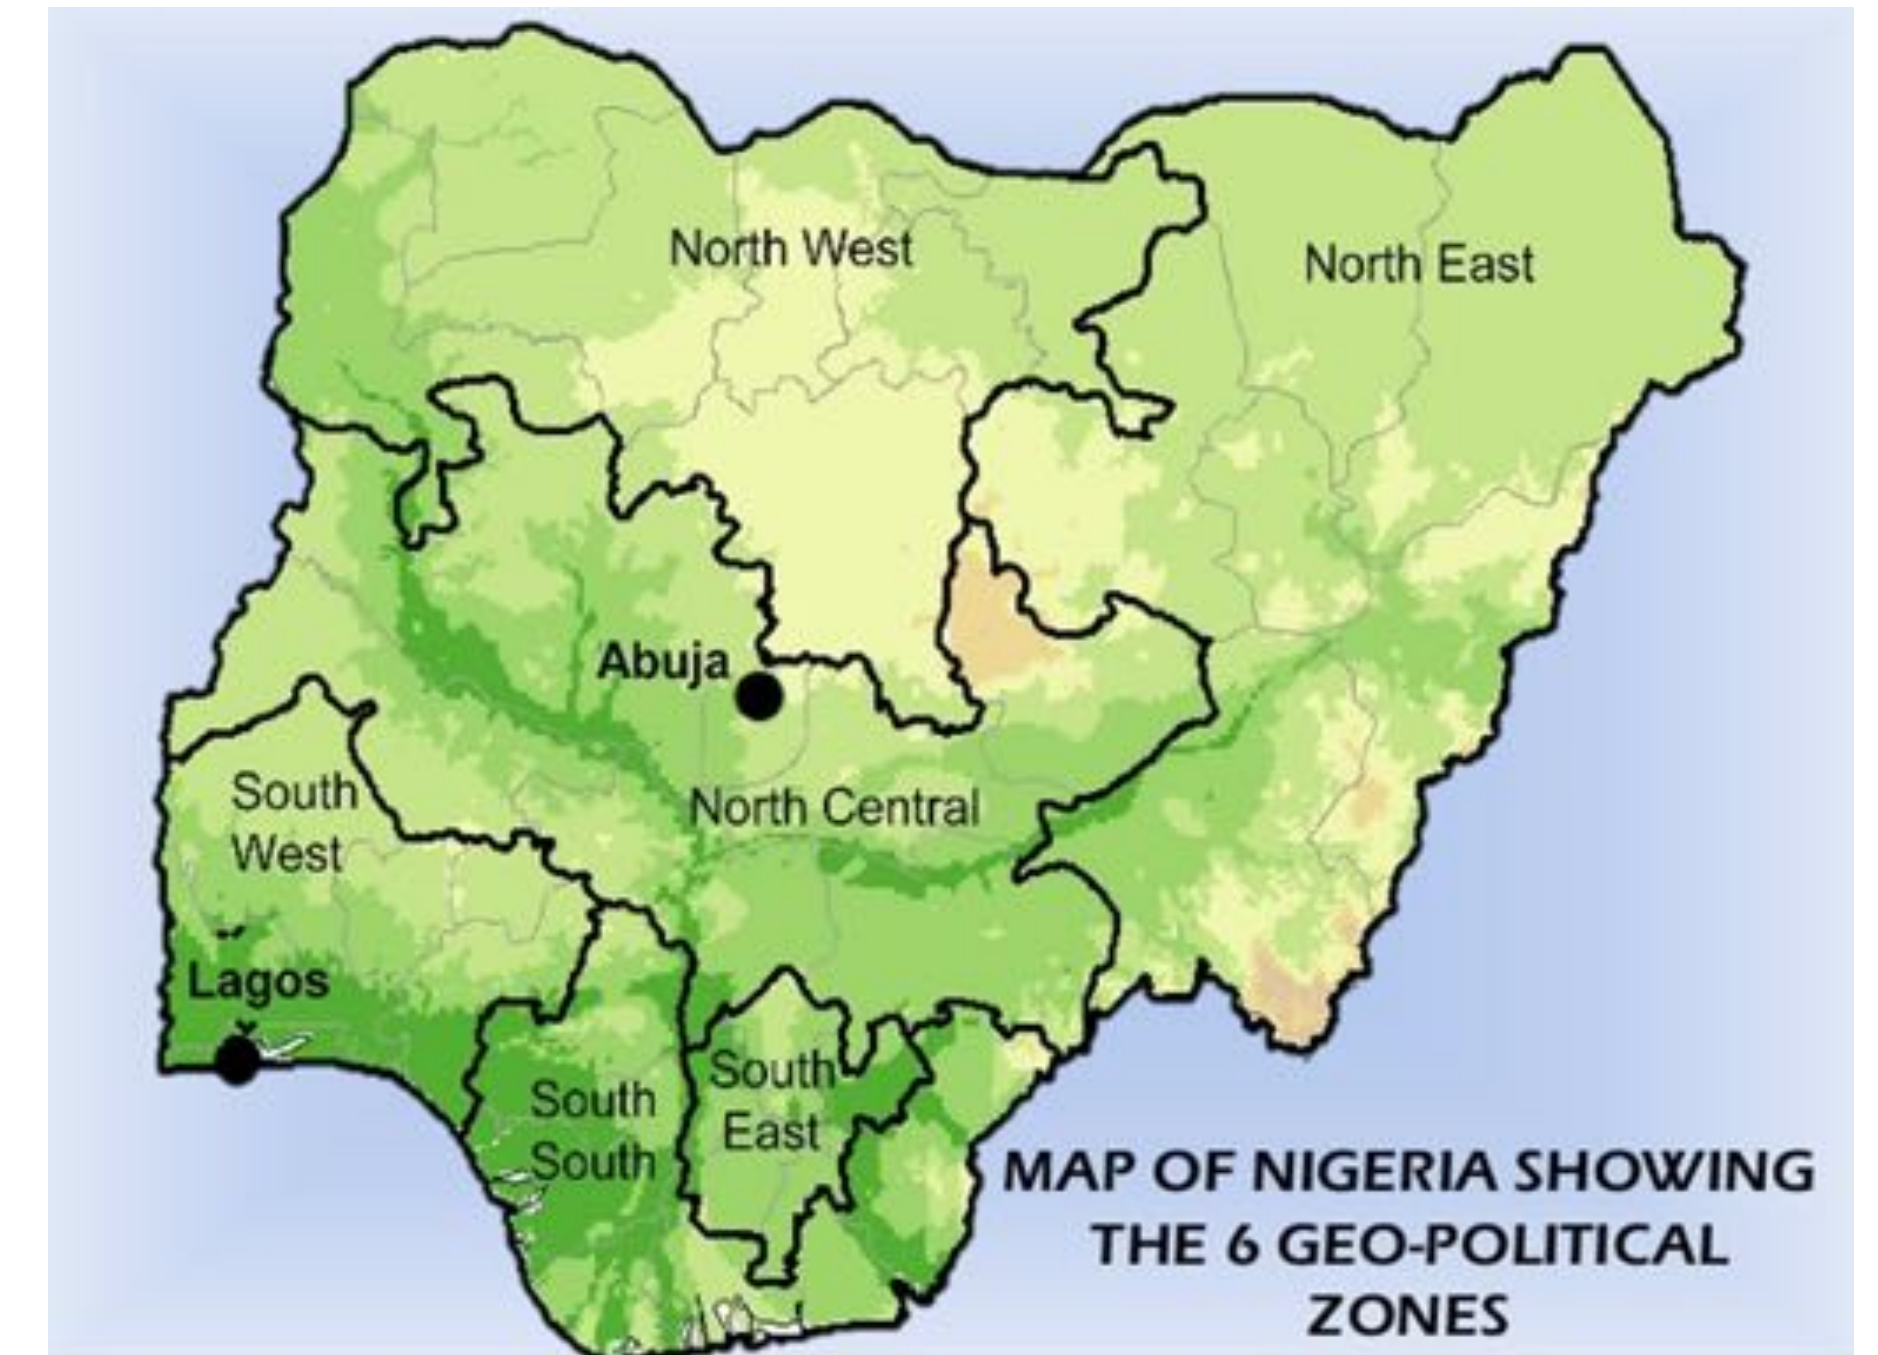 North West
North East
Abuja
North Central
South
West
Lagos
South
East
South
South
MAP OF NIGERIA SHOWING
THE 6 GEO-POLITICAL
ZONES